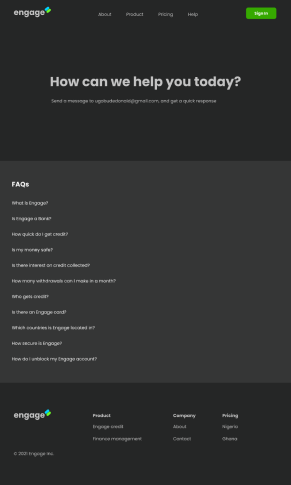 engage
About Product Pricing Help
Sign in
How can we help you today?
Send a message to ugobudedonald@gmail.com, and get a quick response
FAQs
What is Engage?
Is Engage a Bank?
How quick do I get credit?
Is my money safe?
Is there interest on credit collected?
How many withdrawals can I make in a month?
Who gets credit?
Is there an Engage card?
Which countries is Engage located in?
How secure is Engage?
How do I unblock my Engage account?
engage
Product Company Pricing
Engage credit About Nigeria
Finance management Contact Ghana
© 2021 Engage Inc.